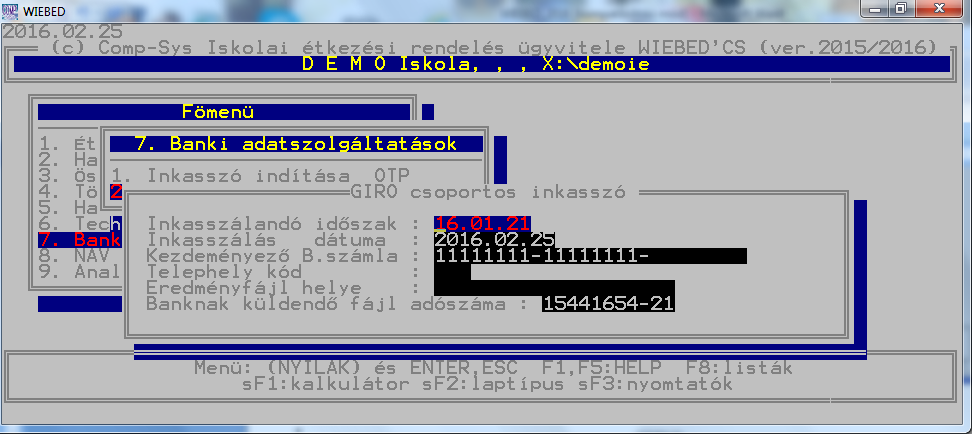 WIEBED
2016.02.25
(c) Comp-Sys Iskolai étkezési rendelés ügyvitele WIEBED'CS (ver.2015/2016)
D E M O Iskola, , , X:\demoie
Fömenü
7. Banki adatszolgáltatások
1. Ét
2. Ha
3. Ös
1. Inkasszó indítása OTP
4. Tö
2
GIRO csoportos inkasszó
5. Ha
6. Tech
Inkasszálandó időszak : 16.01.21
7. Bank
Inkasszálás dátuma : 2016.02.25
8. NAV
Kezdeményező B.számla : 11111111-11111111-
9. Anal
Telephely kód :
Eredményfájl helye :
Banknak küldendő fájl adószáma : 15441654-21
Menü: (NYILAK) és ENTER,ESC F1,F5:HELP F8:listák
sF1:kalkulátor sF2:laptípus sF3:nyomtatók